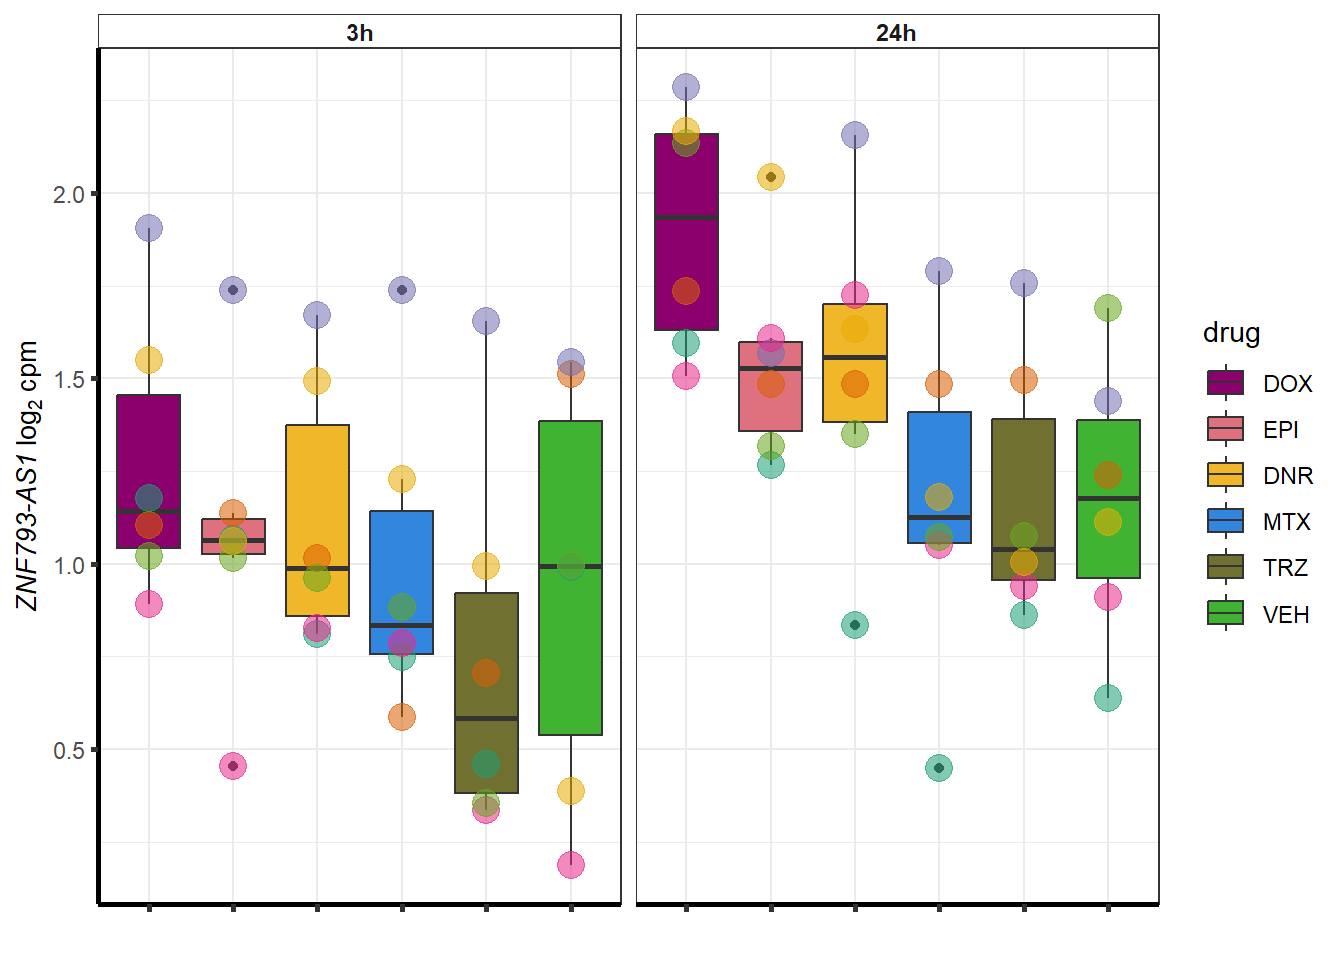 3h
24h
2.0
1.5
1.0
0.5
ZNF793-AS1 log₂ cpm
drug
DOX
EPI
DNR
MTX
TRZ
VEH